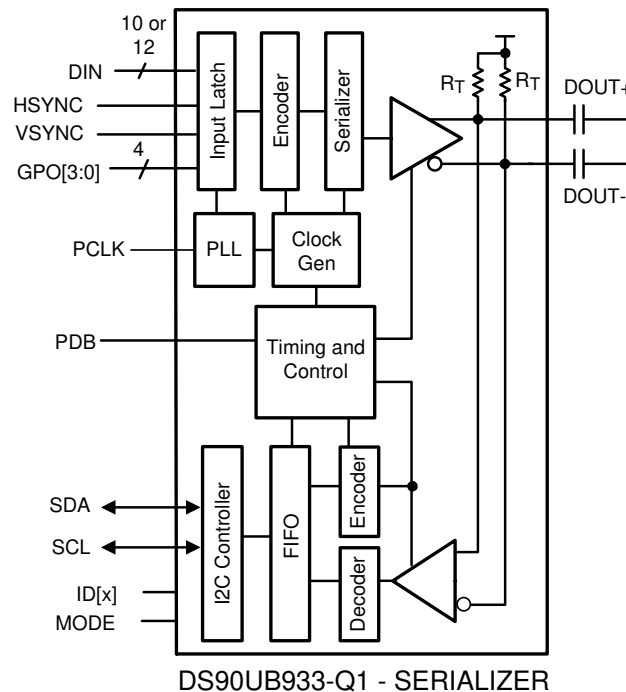 10 or
12
DIN
HSYNC
VSYNC
4
GPO[3:0]
Input Latch
Encoder
Serializer
RT
RT
DOUT+
DOUT-
PCLK
PLL
Clock
Gen
PDB
Timing and
Control
SDA
SCL
ID[x]
MODE
I2C Controller
FIFO
Encoder
Decoder
DS90UB933-Q1 - SERIALIZER